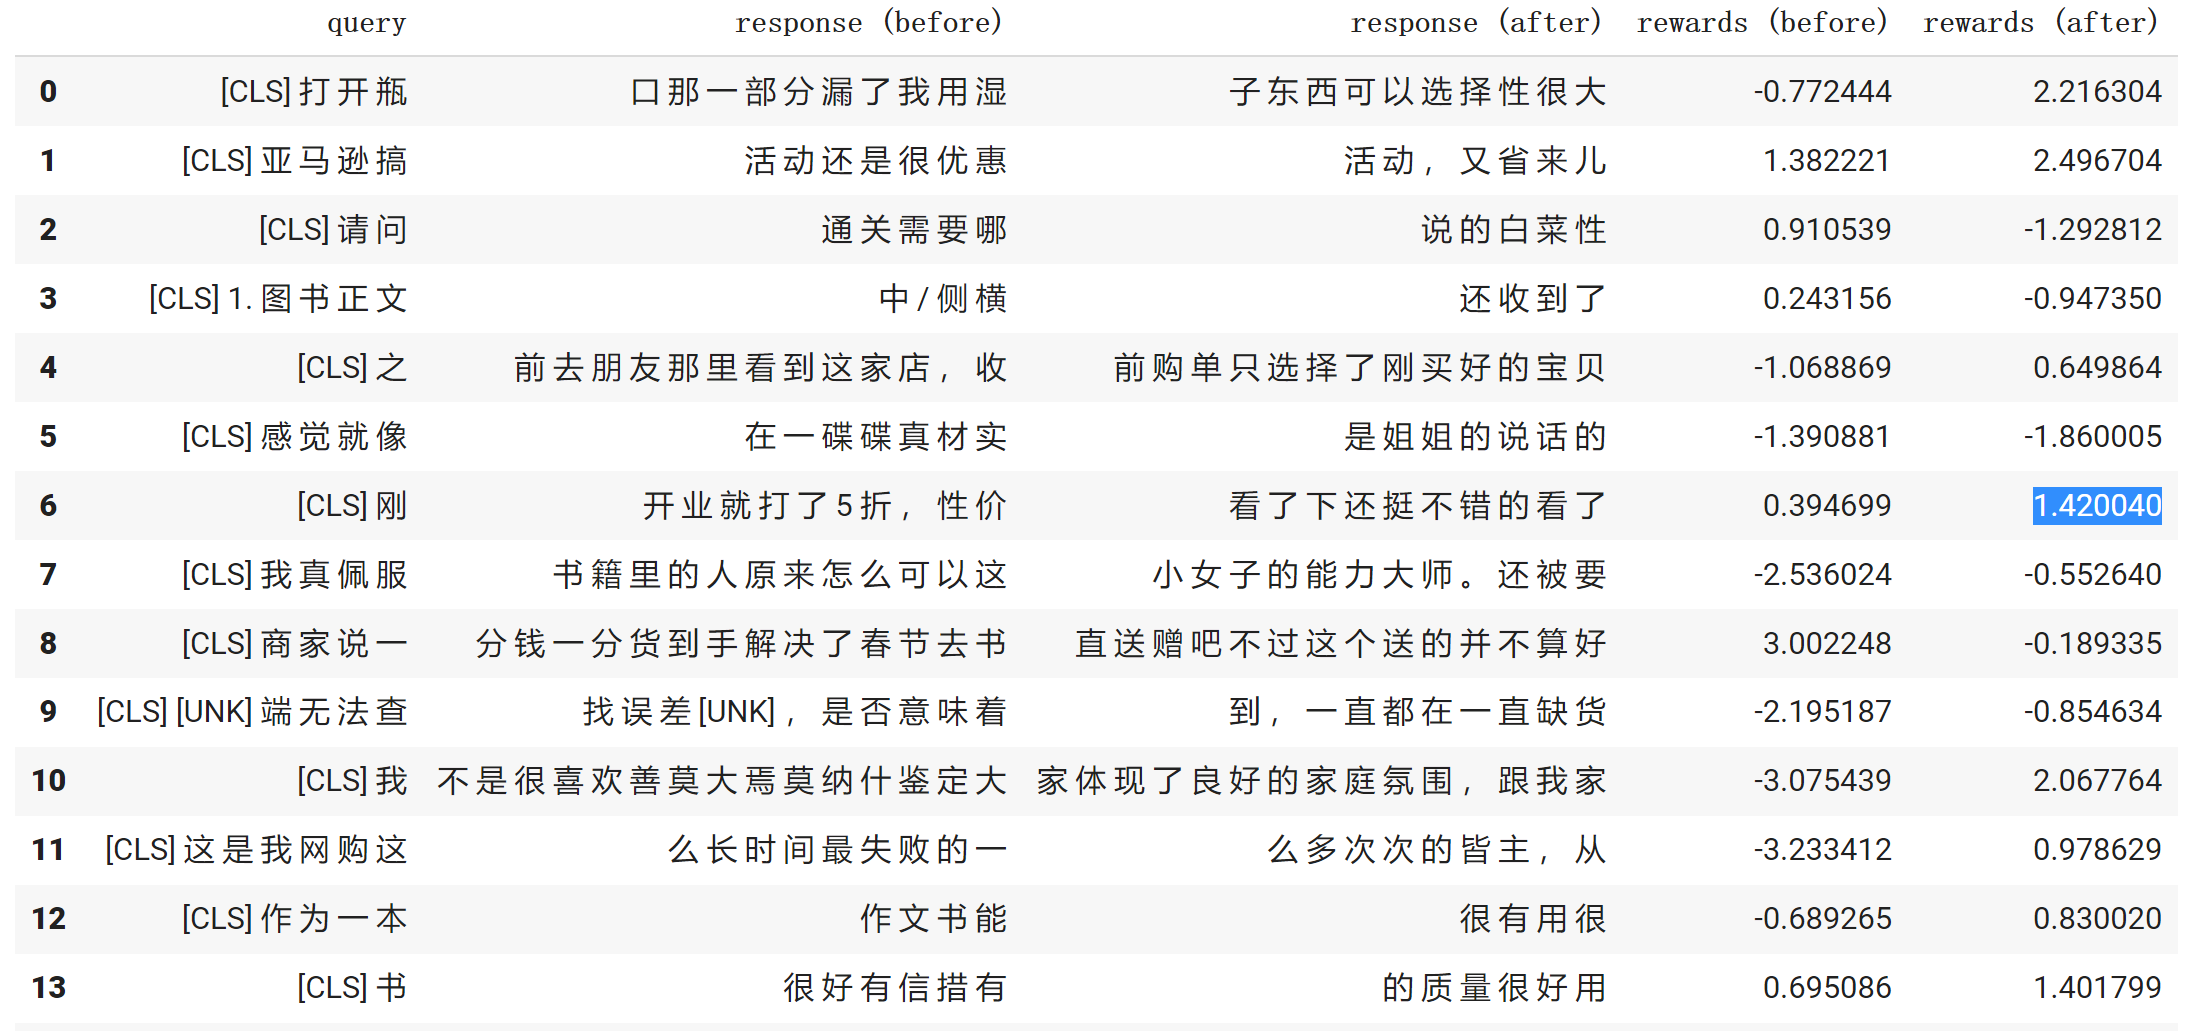 query response (before) response (after) rewards (before) rewards (after)
0 [CLS] 打 开 瓶 口 那 一 部 分 漏 了 我 用 湿 子 东 西 可 以 选 择 性 很 大 -0.772444 2.216304
1 [CLS] 亚 马 逊 搞 活 动 还 是 很 优 惠 活 动 , 又 省 来 儿 1.382221 2.496704
2 [CLS] 请 问 通 关 需 要 哪 说 的 白 菜 性 0.910539 -1.292812
3 [CLS] 1. 图 书 正 文 中 / 侧 横 还 收 到 了 0.243156 -0.947350
4 [CLS] 之 前 去 朋 友 那 里 看 到 这 家 店 , 收 前 购 单 只 选 择 了 刚 买 好 的 宝 贝 -1.068869 0.649864
5 [CLS] 感 觉 就 像 在 一 碟 碟 真 材 实 是 姐 姐 的 说 话 的 -1.390881 -1.860005
6 [CLS] 刚 开 业 就 打 了 5 折 , 性 价 看 了 下 还 挺 不 错 的 看 了 0.394699 1.420040
7 [CLS] 我 真 佩 服 书 籍 里 的 人 原 来 怎 么 可 以 这 小 女 子 的 能 力 大 师 。 还 被 要 -2.536024 -0.552640
8 [CLS] 商 家 说 一 分 钱 一 分 货 到 手 解 决 了 春 节 去 书 直 送 赠 吧 不 过 这 个 送 的 并 不 算 好 3.002248 -0.189335
9 [CLS] [UNK] 端 无 法 查 找 误 差 [UNK] , 是 否 意 味 着 到 , 一 直 都 在 一 直 缺 货 -2.195187 -0.854634
10 [CLS] 我 不 是 很 喜 欢 善 莫 大 焉 莫 纳 什 鉴 定 大 家 体 现 了 良 好 的 家 庭 氛 围 , 跟 我 家 -3.075439 2.067764
11 [CLS] 这 是 我 网 购 这 么 长 时 间 最 失 败 的 一 么 多 次 次 的 皆 主 , 从 -3.233412 0.978629
12 [CLS] 作 为 一 本 作 文 书 能 很 有 用 很 -0.689265 0.830020
13 [CLS] 书 很 好 有 信 措 有 的 质 量 很 好 用 0.695086 1.401799